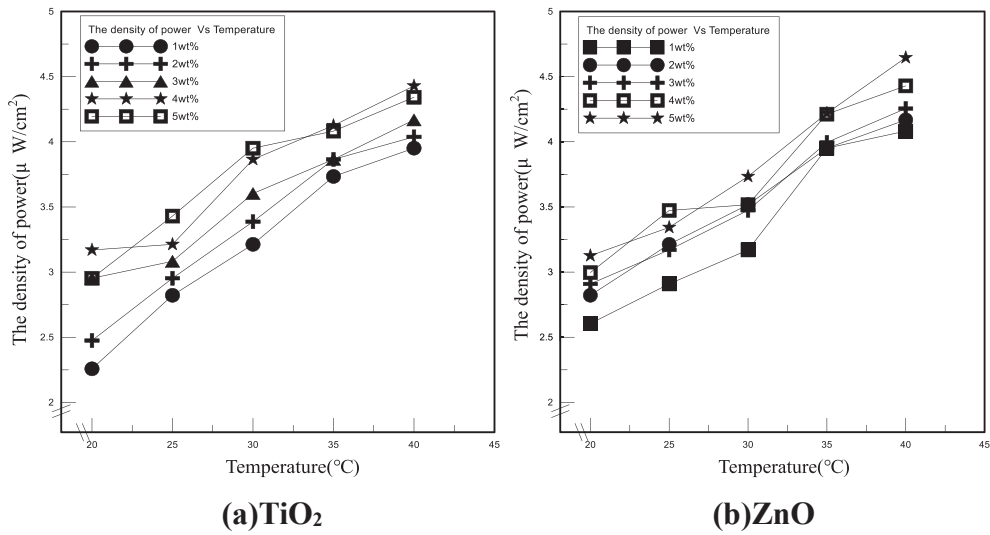 The density of power Vs Temperature
1wt%
2wt%
3wt%
4wt%
5wt%
5
4.5
4
3.5
3
2.5
2
20
25
30
35
40
45
The density of power(μ W/cm²)
Temperature(°C)
(a)TiO₂
The density of power Vs Temperature
1wt%
2wt%
3wt%
4wt%
5wt%
5
4.5
4
3.5
3
2.5
2
20
25
30
35
40
45
The density of power(μ W/cm²)
Temperature(°C)
(b)ZnO